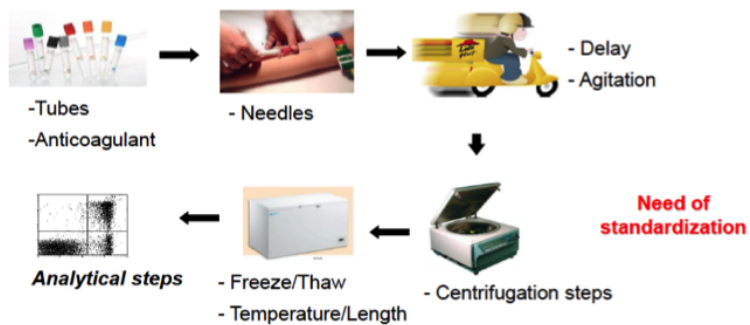 -Tubes
-Anticoagulant
- Needles
- Delay
- Agitation
Need of
standardization
- Centrifugation steps
- Freeze/Thaw
- Temperature/Length
Analytical steps